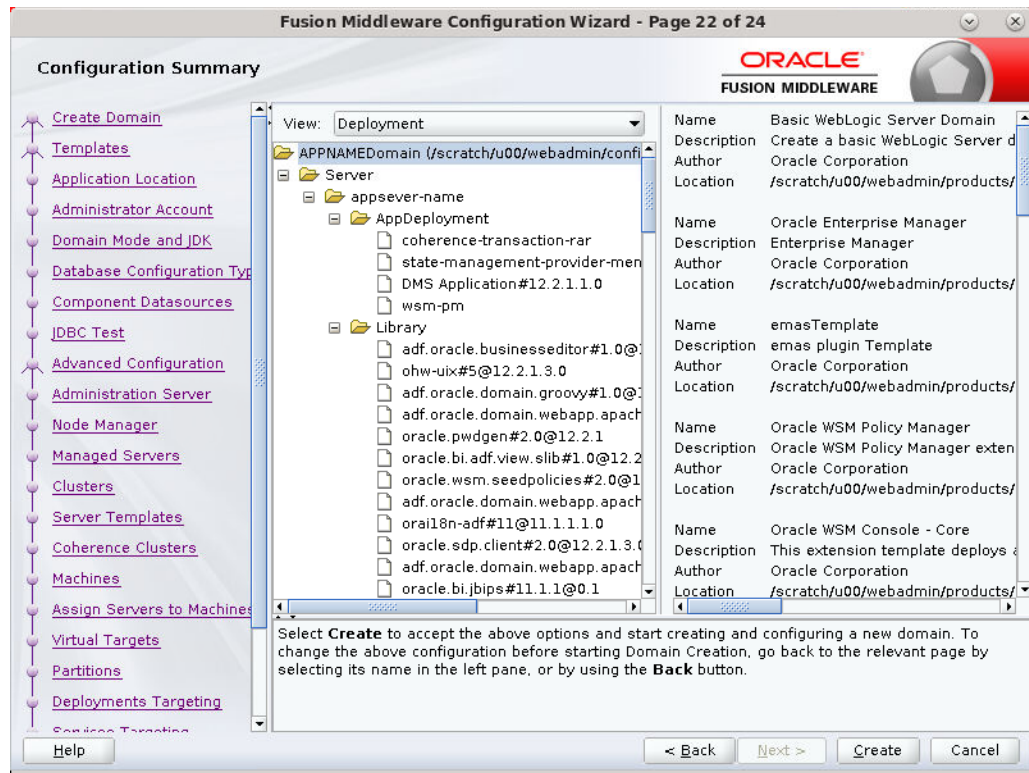 Fusion Middleware Configuration Wizard - Page 22 of 24
Configuration Summary
ORACLE
FUSION MIDDLEWARE
Create Domain
Templates
Application Location
Administrator Account
Domain Mode and JDK
Database Configuration Typ
Component Datasources
JDBC Test
Advanced Configuration
Administration Server
Node Manager
Managed Servers
Clusters
Server Templates
Coherence Clusters
Machines
Assign Servers to Machines
Virtual Targets
Partitions
Deployments Targeting
Services Targeting
View: Deployment
APPNAMEDomain (/scratch/u00/webadmin/confi
Server
appsever-name
AppDeployment
coherence-transaction-rar
state-management-provider-men
DMS Application#12.2.1.1.0
wsm-pm
Library
adf.oracle.businesseditor#1.0@
ohw-uix#5@12.2.1.3.0
adf.oracle.domain.groovy#1.0@
adf.oracle.domain.webapp.apach
oracle.pwdgen#2.0@12.2.1
oracle.bi.adf.view.slib#1.0@12.2
oracle.wsm.seedpolicies#2.0@1
adf.oracle.domain.webapp.apach
orai18n-adf#11@11.1.1.1.0
oracle.sdp.client#2.0@12.2.1.3.0
adf.oracle.domain.webapp.apach
oracle.bi.jbips#11.1.1@0.1
Name Basic WebLogic Server Domain
Description Create a basic WebLogic Server d
Author Oracle Corporation
Location /scratch/u00/webadmin/products/
Name Oracle Enterprise Manager
Description Enterprise Manager
Author Oracle Corporation
Location /scratch/u00/webadmin/products/
Name emasTemplate
Description emas plugin Template
Author Oracle Corporation
Location /scratch/u00/webadmin/products/
Name Oracle WSM Policy Manager
Description Oracle WSM Policy Manager exten
Author Oracle Corporation
Location /scratch/u00/webadmin/products/
Name Oracle WSM Console - Core
Description This extension template deploys
Author Oracle Corporation
Location /scratch/u00/webadmin/products/
Select Create to accept the above options and start creating and configuring a new domain. To
change the above configuration before starting Domain Creation, go back to the relevant page by
selecting its name in the left pane, or by using the Back button.
Help
< Back
Next >
Create
Cancel